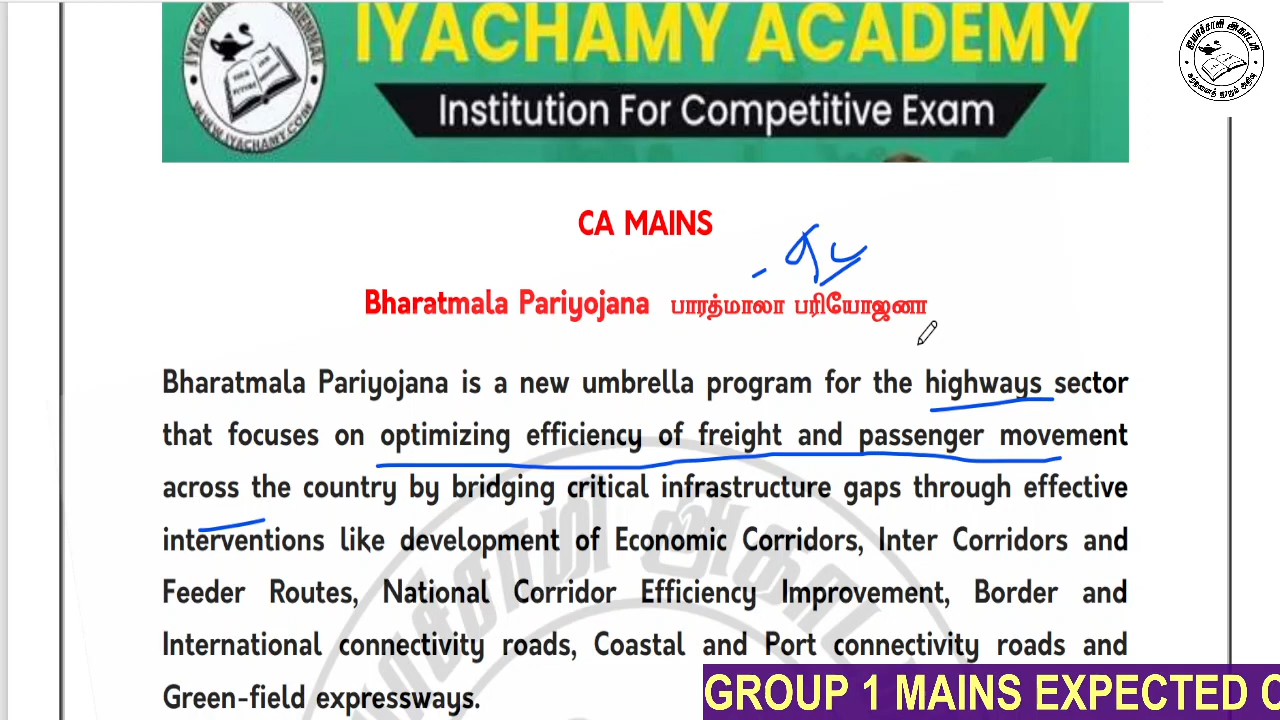 IYACHAMY ACADEMY
Institution For Competitive Exam
WWW.IYACHAMY.COM
CA MAINS
Bharatmala Pariyojana பாரத்மாலா பரியோஜனா
Bharatmala Pariyojana is a new umbrella program for the highways sector
that focuses on optimizing efficiency of freight and passenger movement
across the country by bridging critical infrastructure gaps through effective
interventions like development of Economic Corridors, Inter Corridors and
Feeder Routes, National Corridor Efficiency Improvement, Border and
International connectivity roads, Coastal and Port connectivity roads and
Green-field expressways.
GROUP 1 MAINS EXPECTED